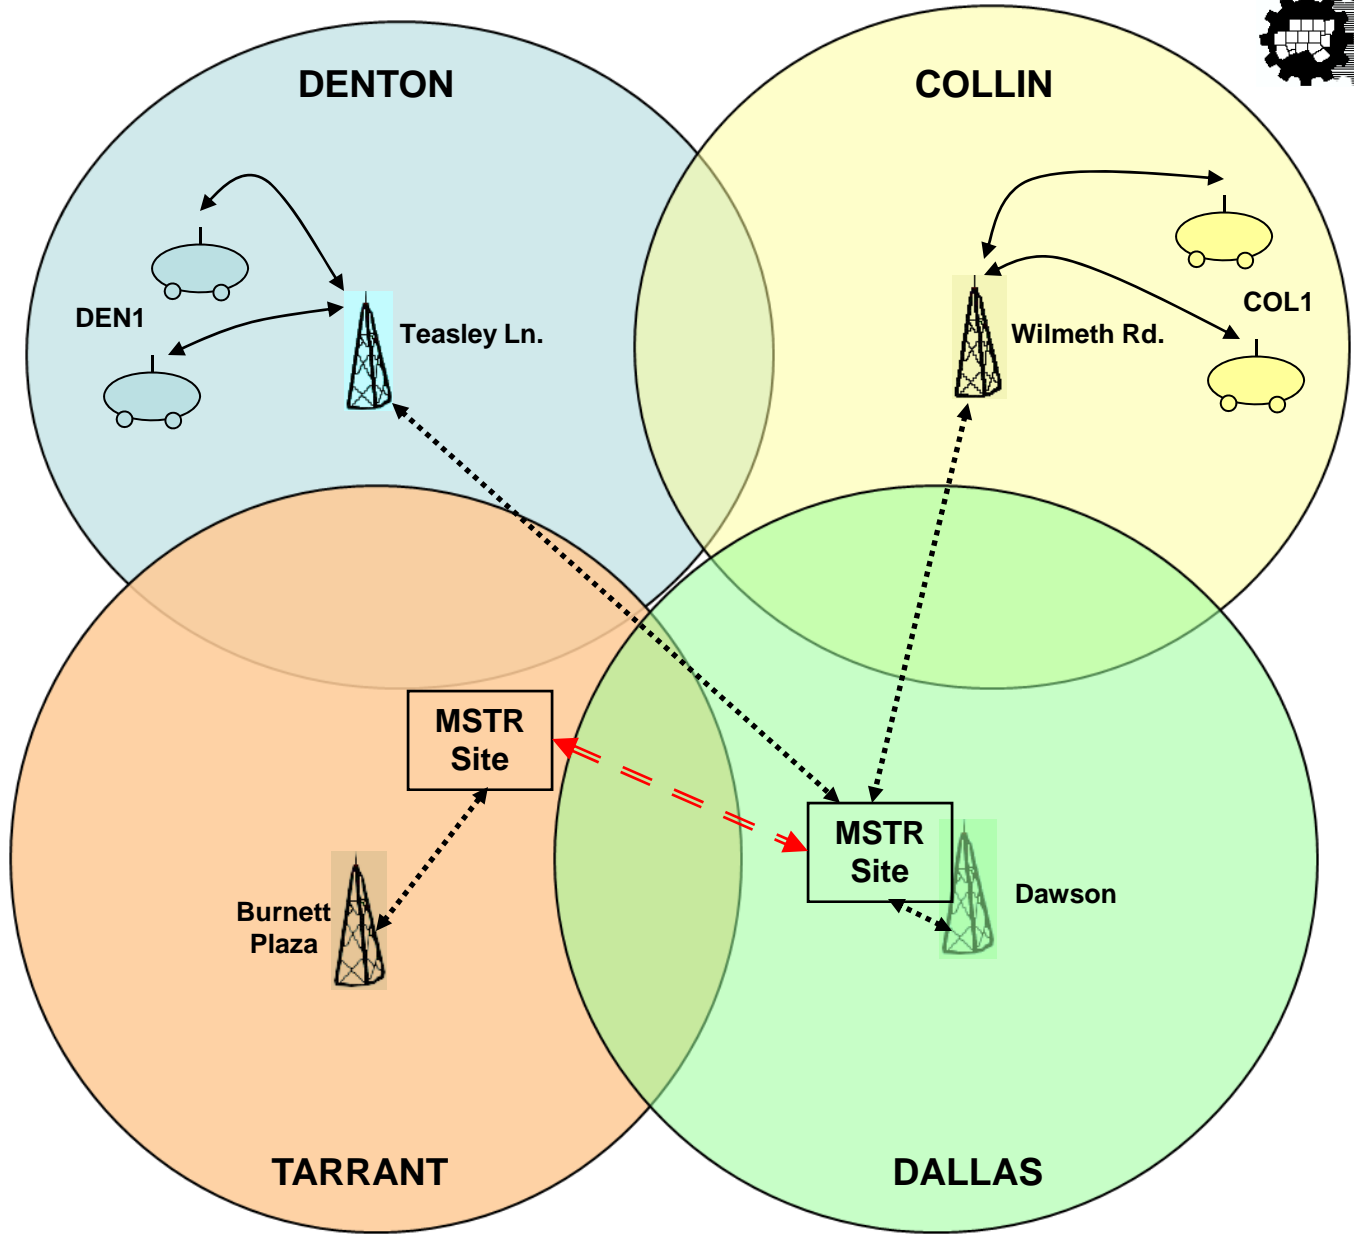 DENTON
COLLIN
DEN1
Teasley Ln.
Wilmeth Rd.
COL1
MSTR
Site
MSTR
Site
Burnett
Plaza
Dawson
TARRANT
DALLAS